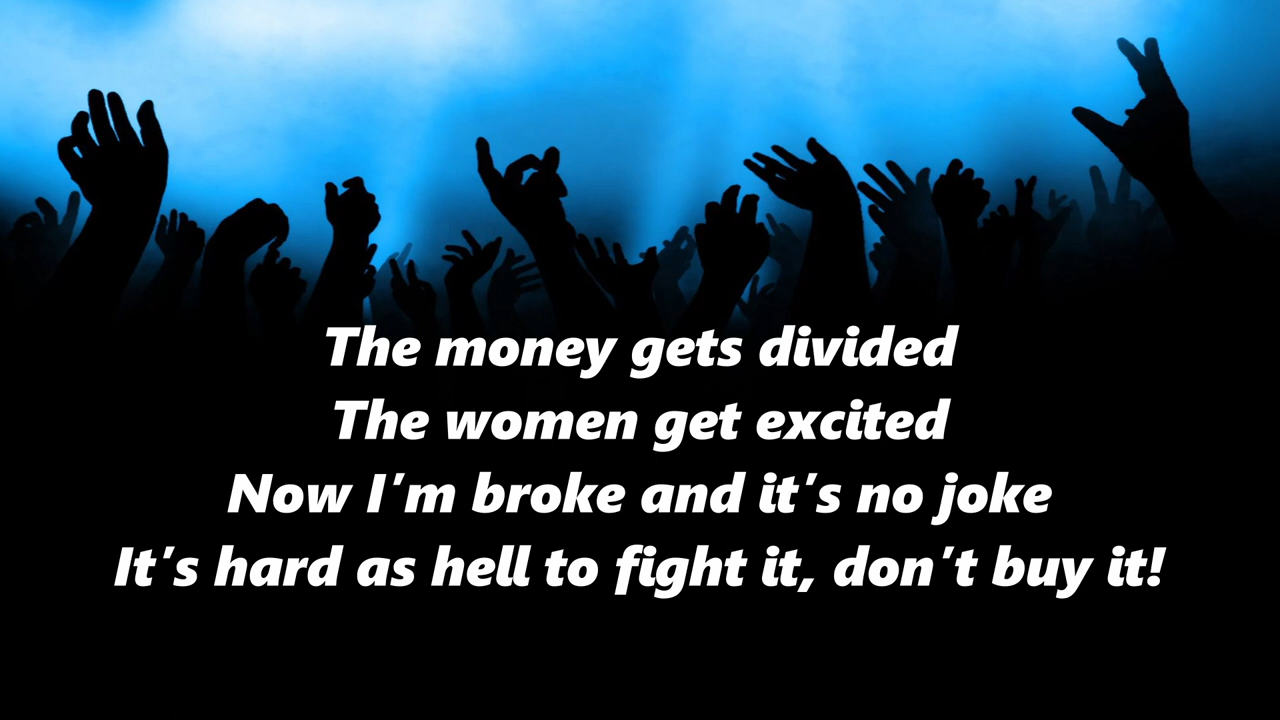 The money gets divided
The women get excited
Now I'm broke and it's no joke
It's hard as hell to fight it, don't buy it!